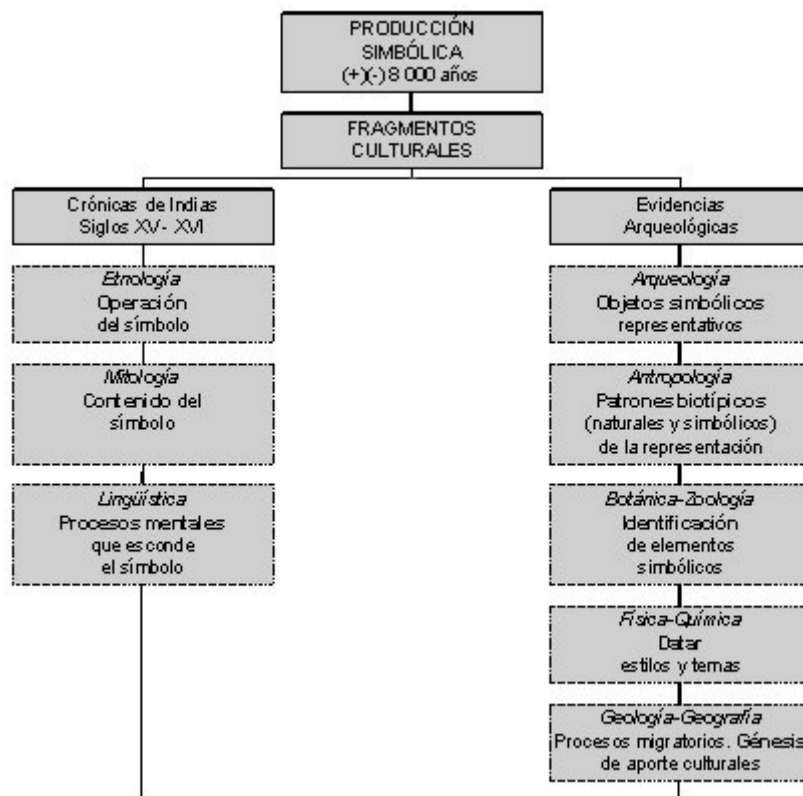 PRODUCCIÓN
SIMBÓLICA
(+)(-) 8 000 años
FRAGMENTOS
CULTURALES
Crónicas de Indias
Siglos XV - XVI
Etnología
Operación
del símbolo
Mitología
Contenido del
símbolo
Lingüística
Procesos mentales
que esconde
el símbolo
Evidencias
Arqueológicas
Arqueología
Objetos simbólicos
representativos
Antropología
Patrones biotípicos
(naturales y simbólicos)
de la representación
Botánica-Zoología
Identificación
de elementos
simbólicos
Física-Química
Datar
estilos y temas
Geología-Geografía
Procesos migratorios. Génesis
de aporte culturales